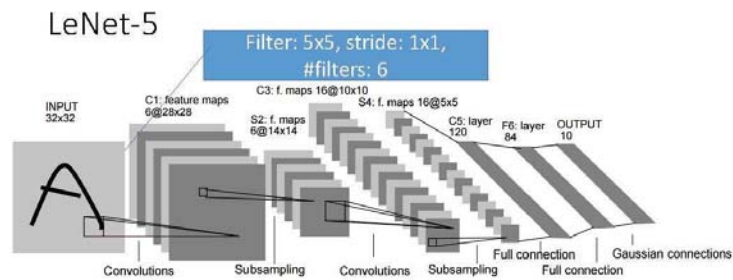 LeNet-5
Filter: 5x5, stride: 1x1,
#filters: 6
INPUT
32x32
C1: feature maps
6@28x28
S2: f. maps
6@14x14
C3: f. maps 16@10x10
S4: f. maps 16@5x5
C5: layer
120
F6: layer
84
OUTPUT
10
Convolutions
Subsampling
Convolutions
Subsampling
Full connection
Full connection
Gaussian connections